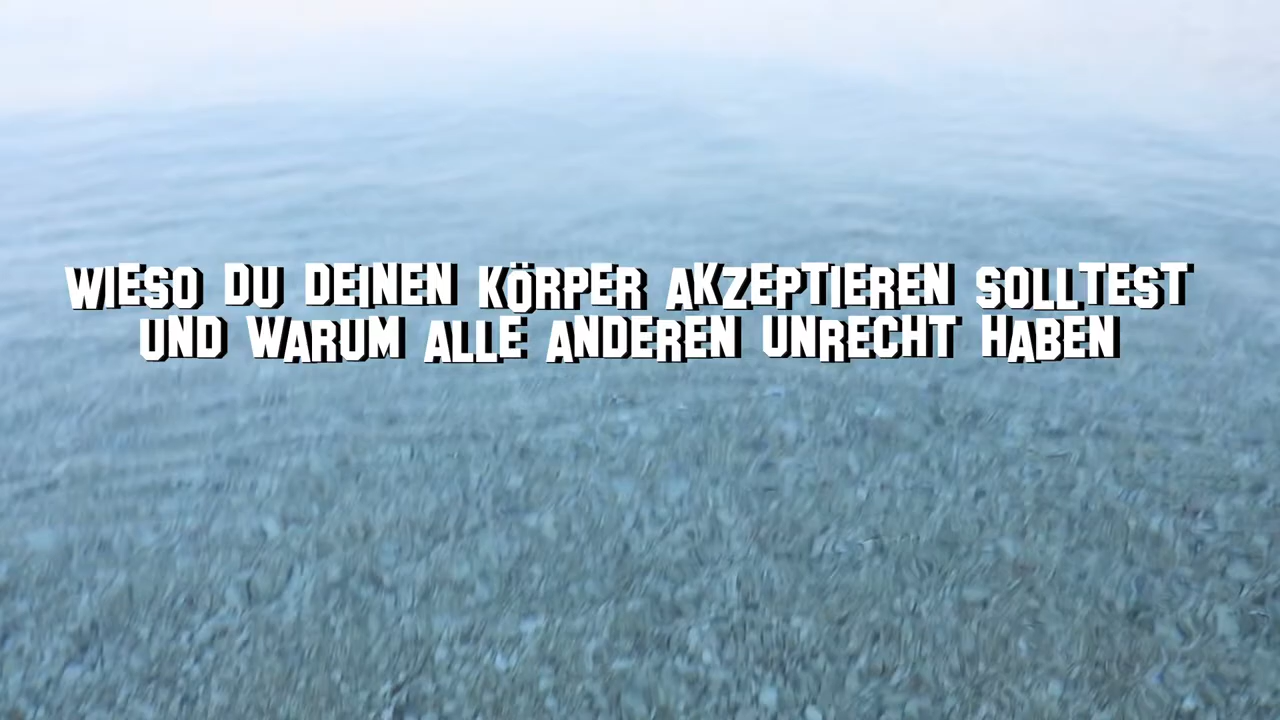 WIESO DU DEINEN KÖRPER AKZEPTIEREN SOLLTEST
UND WARUM ALLE ANDEREN UNRECHT HABEN